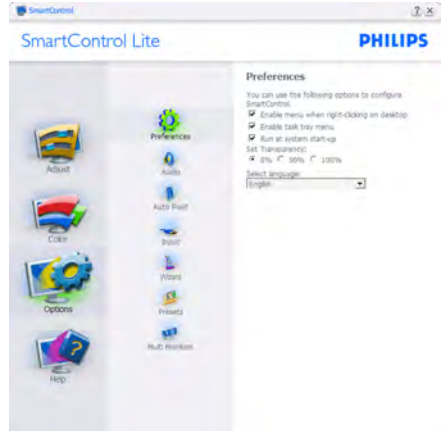 SmartControl
SmartControl Lite
PHILIPS
Adjust
Color
Options
Help
Preferences
Audio
Auto Pivot
Input
Wizard
Presets
Multi Monitors
Preferences
You can use the following options to configure
SmartControl.
Enable menu when right-clicking on desktop
Enable task tray menu
Run at system start-up
Set Transparency:
0% 50% 100%
Select language:
English